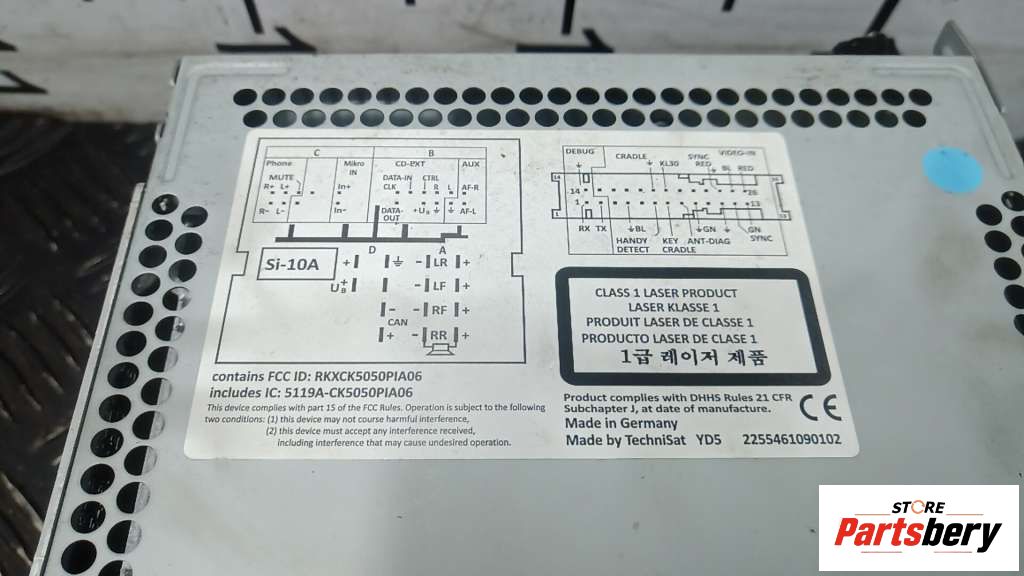 C B
Phone Mikro IN CD-PXT AUX
MUTE DATA-IN CTRL
R+ L+ In+ CLK R L AF-R
R- L- In- DATA-OUT +UB AF-L
D A
Si-10A + - LR +
U+B - LF +
- - RF +
CAN
+ - RR +
DEBUG CRADLE SYNC VIDEO-IN
KL30 RED BL RED
14 26
1 13
RX TX BL GN GN
HANDY DETECT KEY CRADLE ANT-DIAG SYNC
CLASS 1 LASER PRODUCT
LASER KLASSE 1
PRODUIT LASER DE CLASSE 1
PRODUCTO LASER DE CLASE 1
1급 레이저 제품
contains FCC ID: RKXCK5050PIA06
includes IC: 5119A-CK5050PIA06
This device complies with part 15 of the FCC Rules. Operation is subject to the following
two conditions: (1) this device may not course harmful interference,
(2) this device must accept any interference received,
including interference that may cause undesired operation.
Product complies with DHHS Rules 21 CFR
Subchapter J, at date of manufacture.
CE
Made in Germany
Made by TechniSat YD5 2255461090102
STORE
Partsbery